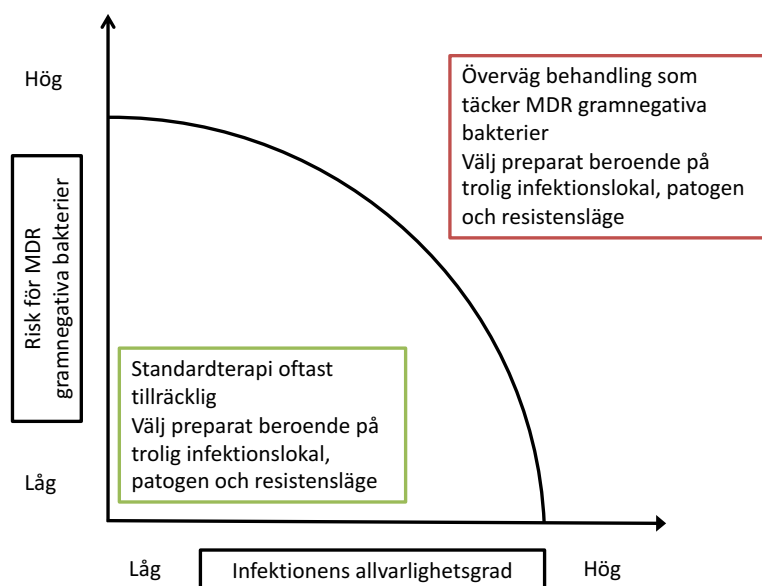 Hög
Överväg behandling som
täcker MDR gramnegativa
bakterier
Välj preparat beroende på
trolig infektionslokal, patogen
och resistensläge
Risk för MDR
gramnegativa bakterier
Standardterapi oftast
tillräcklig
Välj preparat beroende på
trolig infektionslokal,
patogen och resistensläge
Låg
Låg
Infektionens allvarlighetsgrad
Hög